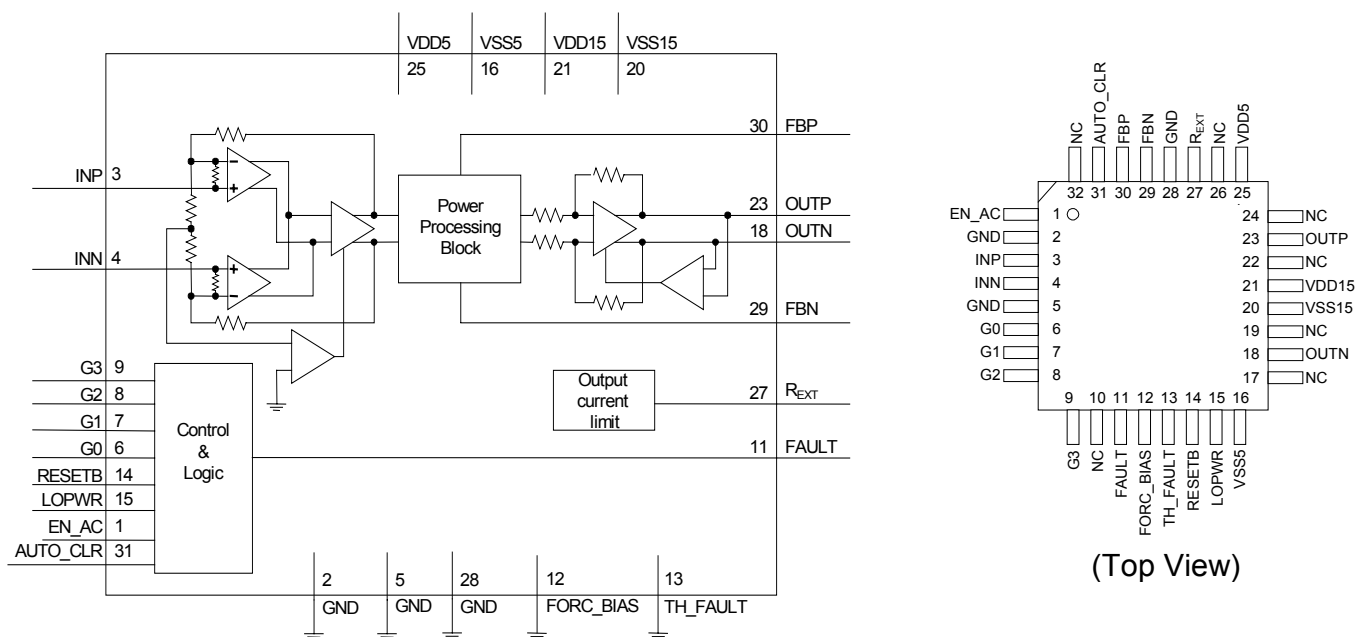 VDD5 VSS5 VDD15 VSS15
25 16 21 20
30 FBP
INP 3
Power
Processing
Block
23 OUTP
18 OUTN
INN 4
29 FBN
G3 9
G2 8
G1 7
G0 6
RESETB 14
LOPWR 15
EN_AC 1
AUTO_CLR 31
Control
&
Logic
Output
current
limit
27 REXT
11 FAULT
2 5 28 12 13
GND GND GND FORC_BIAS TH_FAULT
NC AUTO_CLR FBP FBN GND REXT NC VDD5
32 31 30 29 28 27 26 25
EN_AC 1
GND 2
INP 3
INN 4
GND 5
G0 6
G1 7
G2 8
24 NC
23 OUTP
22 NC
21 VDD15
20 VSS15
19 NC
18 OUTN
17 NC
9 10 11 12 13 14 15 16
G3 NC FAULT FORC_BIAS TH_FAULT RESETB LOPWR VSS5
(Top View)